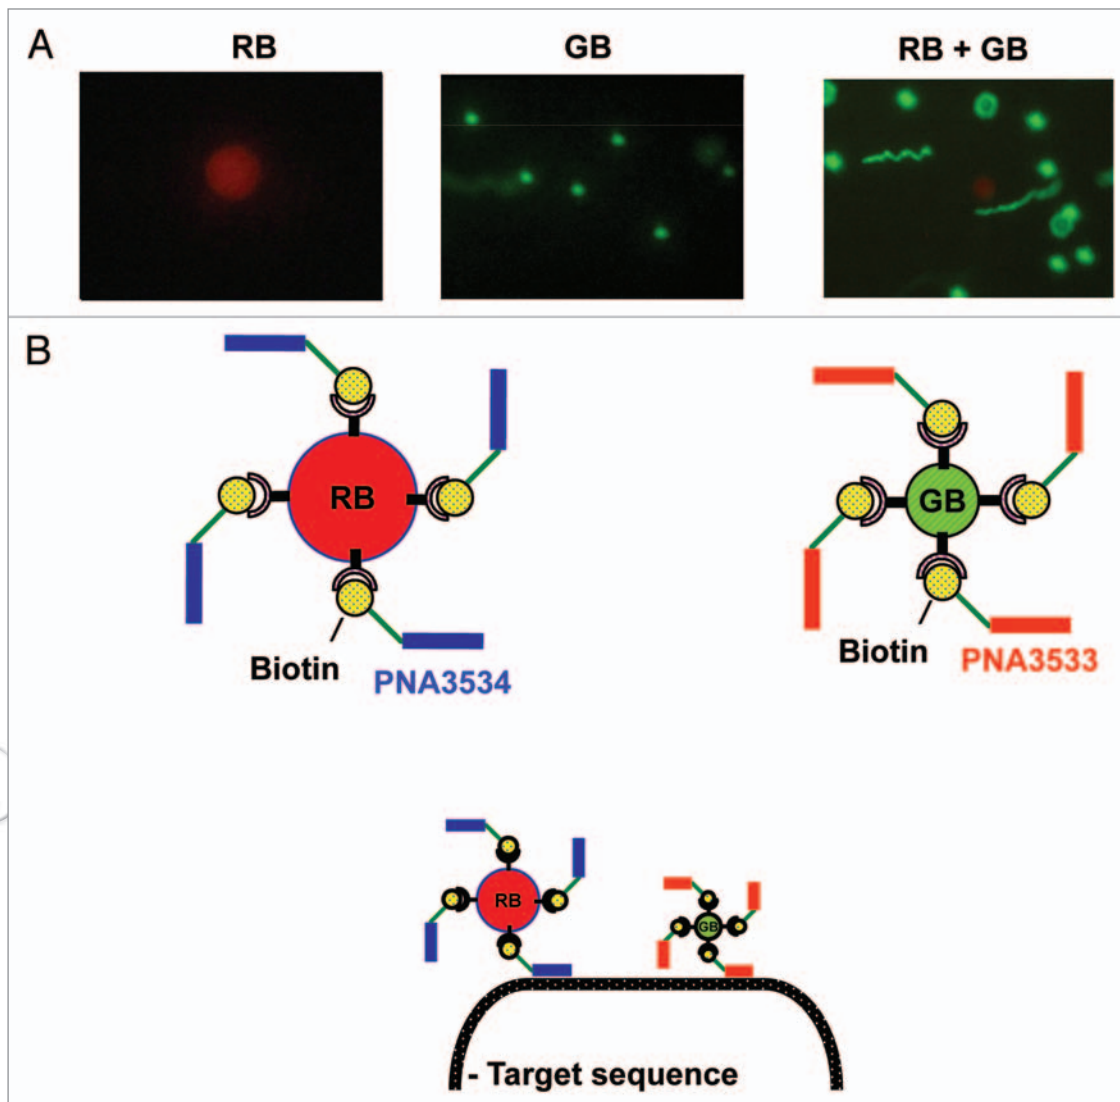 A
RB
GB
RB + GB
B
RB
GB
Biotin
PNA3534
Biotin
PNA3533
RB
GB
- Target sequence